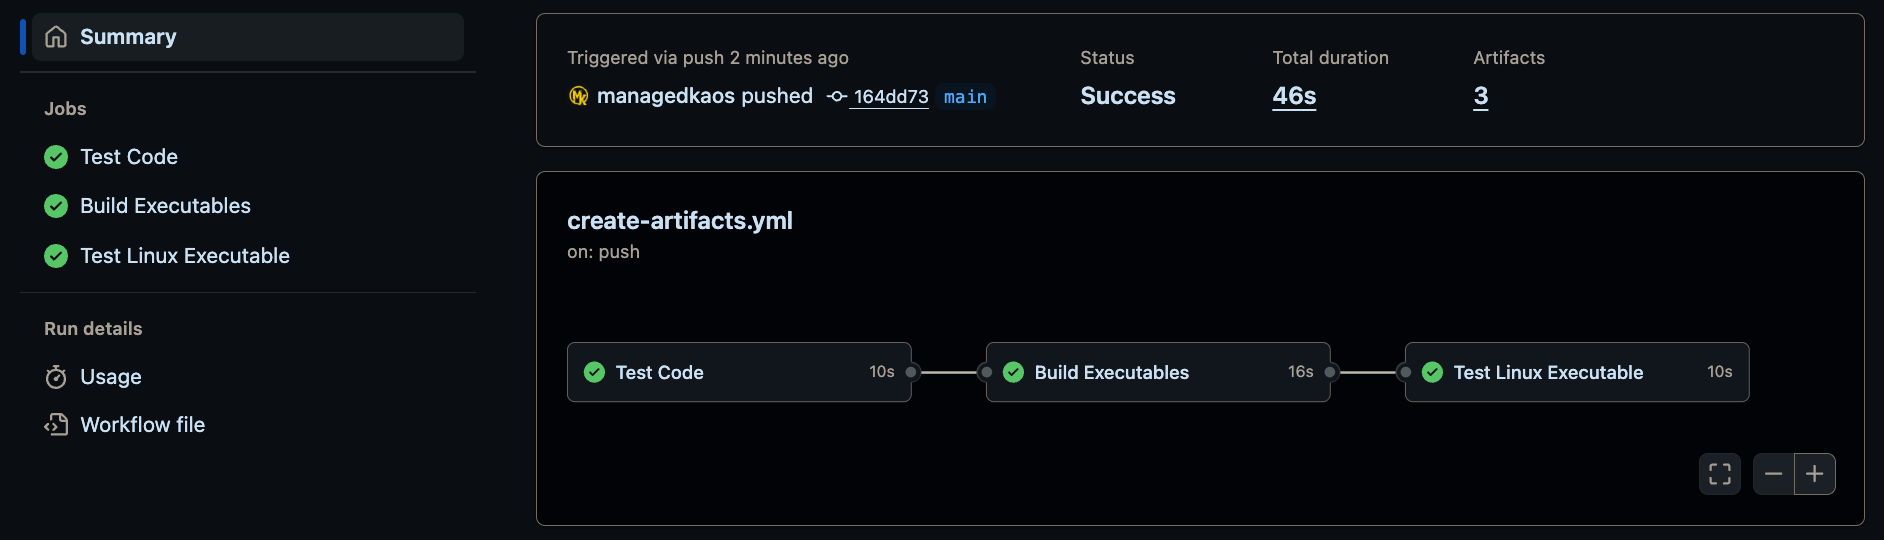 Summary
Jobs
Test Code
Build Executables
Test Linux Executable
Run details
Usage
Workflow file
Triggered via push 2 minutes ago
managedkaos pushed 164dd73 main
Status
Success
Total duration
46s
Artifacts
3
create-artifacts.yml
on: push
Test Code 10s
Build Executables 16s
Test Linux Executable 10s